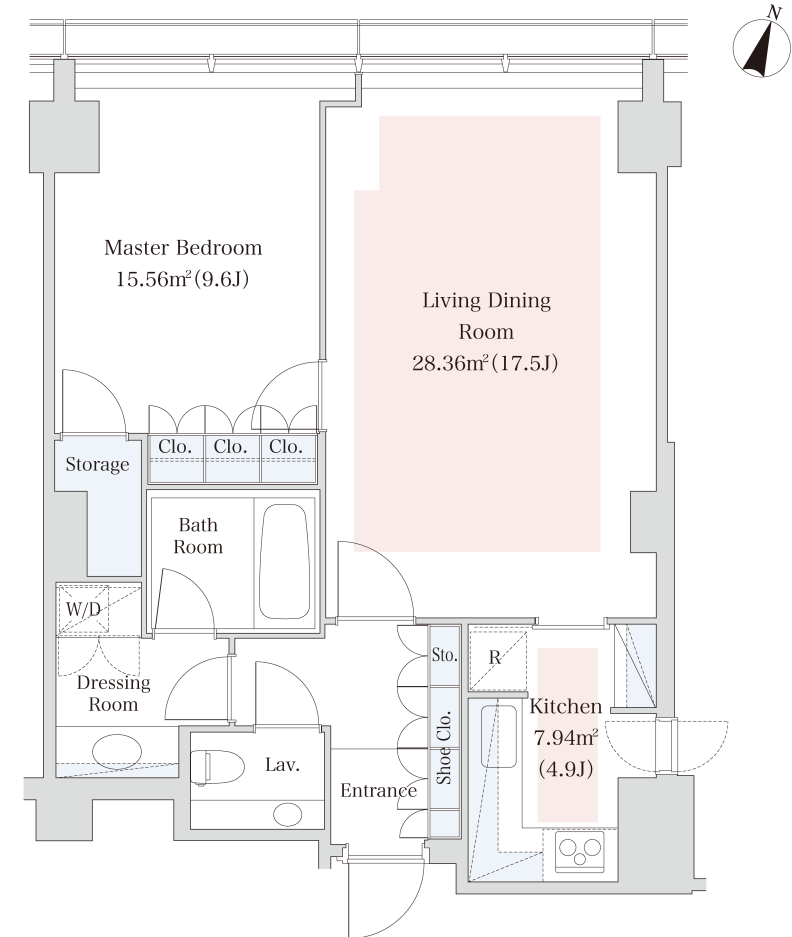 N
Master Bedroom
15.56m²(9.6J)
Living Dining
Room
28.36m²(17.5J)
Clo.
Clo.
Clo.
Storage
Bath
Room
W/D
Sto.
R
Dressing
Room
Kitchen
7.94m²
(4.9J)
Shoe Clo.
Lav.
Entrance